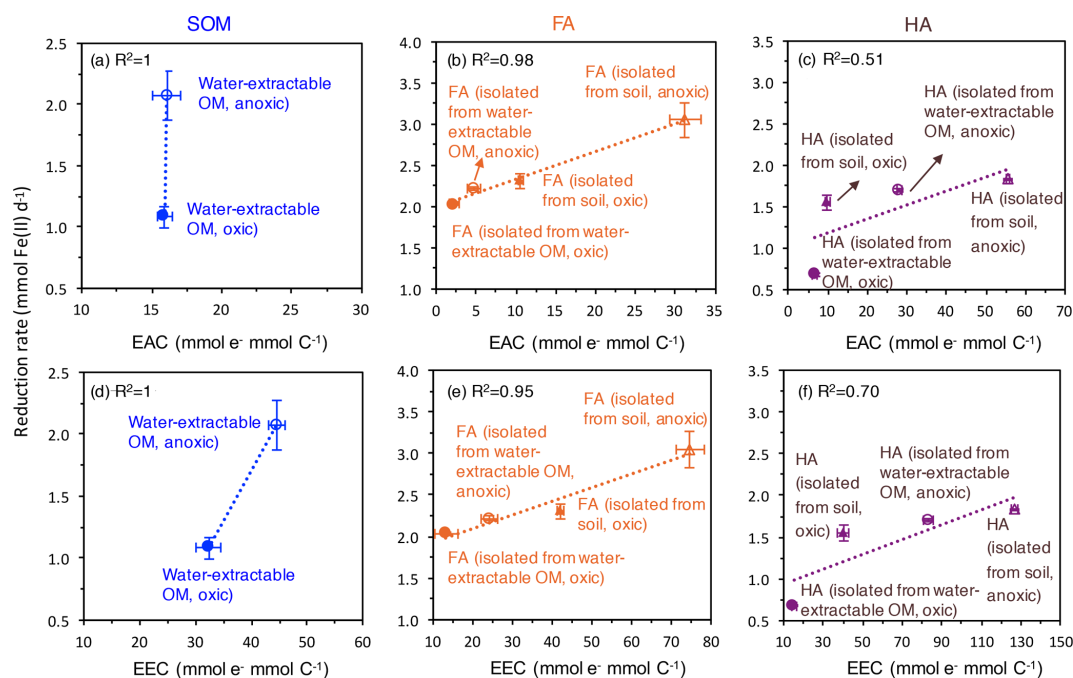 SOM
FA
HA
Reduction rate (mmol Fe(II) d-1)
(a) R2=1
Water-extractable
OM, anoxic)
Water-extractable
OM, oxic)
2.5
2.0
1.5
1.0
0.5
10
15
20
25
30
EAC (mmol e- mmol C-1)
(b) R2=0.98
FA (isolated
from soil, anoxic)
FA (isolated
from water-
extractable
OM, anoxic)
FA (isolated
from soil, oxic)
FA (isolated from water-
extractable OM, oxic)
4.0
3.5
3.0
2.5
2.0
1.5
1.0
0
5
10
15
20
25
30
35
EAC (mmol e- mmol C-1)
(c) R2=0.51
HA (isolated
from water-extractable
OM, anoxic)
HA (isolated
from soil, oxic)
HA (isolated
from soil,
anoxic)
HA (isolated
from water-extractable
OM, oxic)
3.5
3.0
2.5
2.0
1.5
1.0
0.5
0
10
20
30
40
50
60
70
EAC (mmol e- mmol C-1)
(d) R2=1
Water-extractable
OM, anoxic)
Water-extractable
OM, oxic)
2.5
2.0
1.5
1.0
0.5
10
20
30
40
50
60
EEC (mmol e- mmol C-1)
(e) R2=0.95
FA (isolated
from soil, anoxic)
FA (isolated
from water-
extractable OM,
anoxic)
FA (isolated from
soil, oxic)
FA (isolated from water-
extractable OM, oxic)
4.0
3.5
3.0
2.5
2.0
1.5
1.0
10
20
30
40
50
60
70
80
EEC (mmol e- mmol C-1)
(f) R2=0.70
HA
(isolated
from soil,
oxic)
HA (isolated from
water-extractable OM,
anoxic)
HA
(isolated
from soil,
anoxic)
HA (isolated from water-
extractable OM, oxic)
3.5
3.0
2.5
2.0
1.5
1.0
0.5
10
30
50
70
90
110
130
150
EEC (mmol e- mmol C-1)